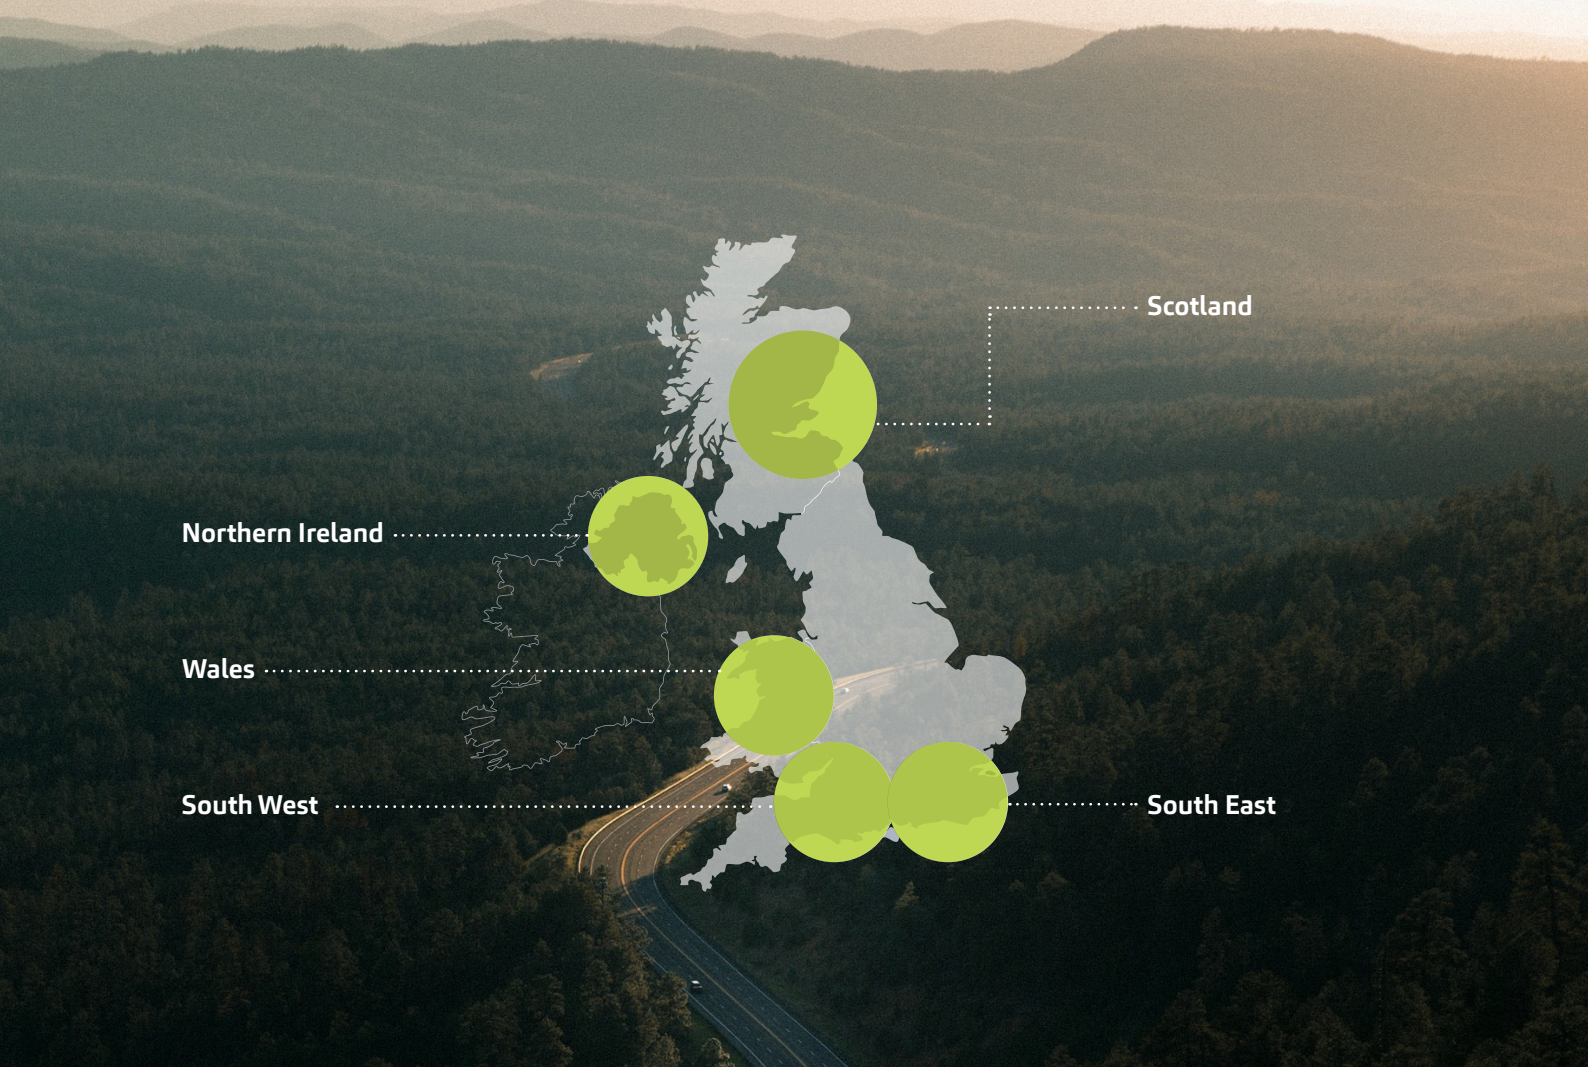 Scotland
Northern Ireland
Wales
South West
South East